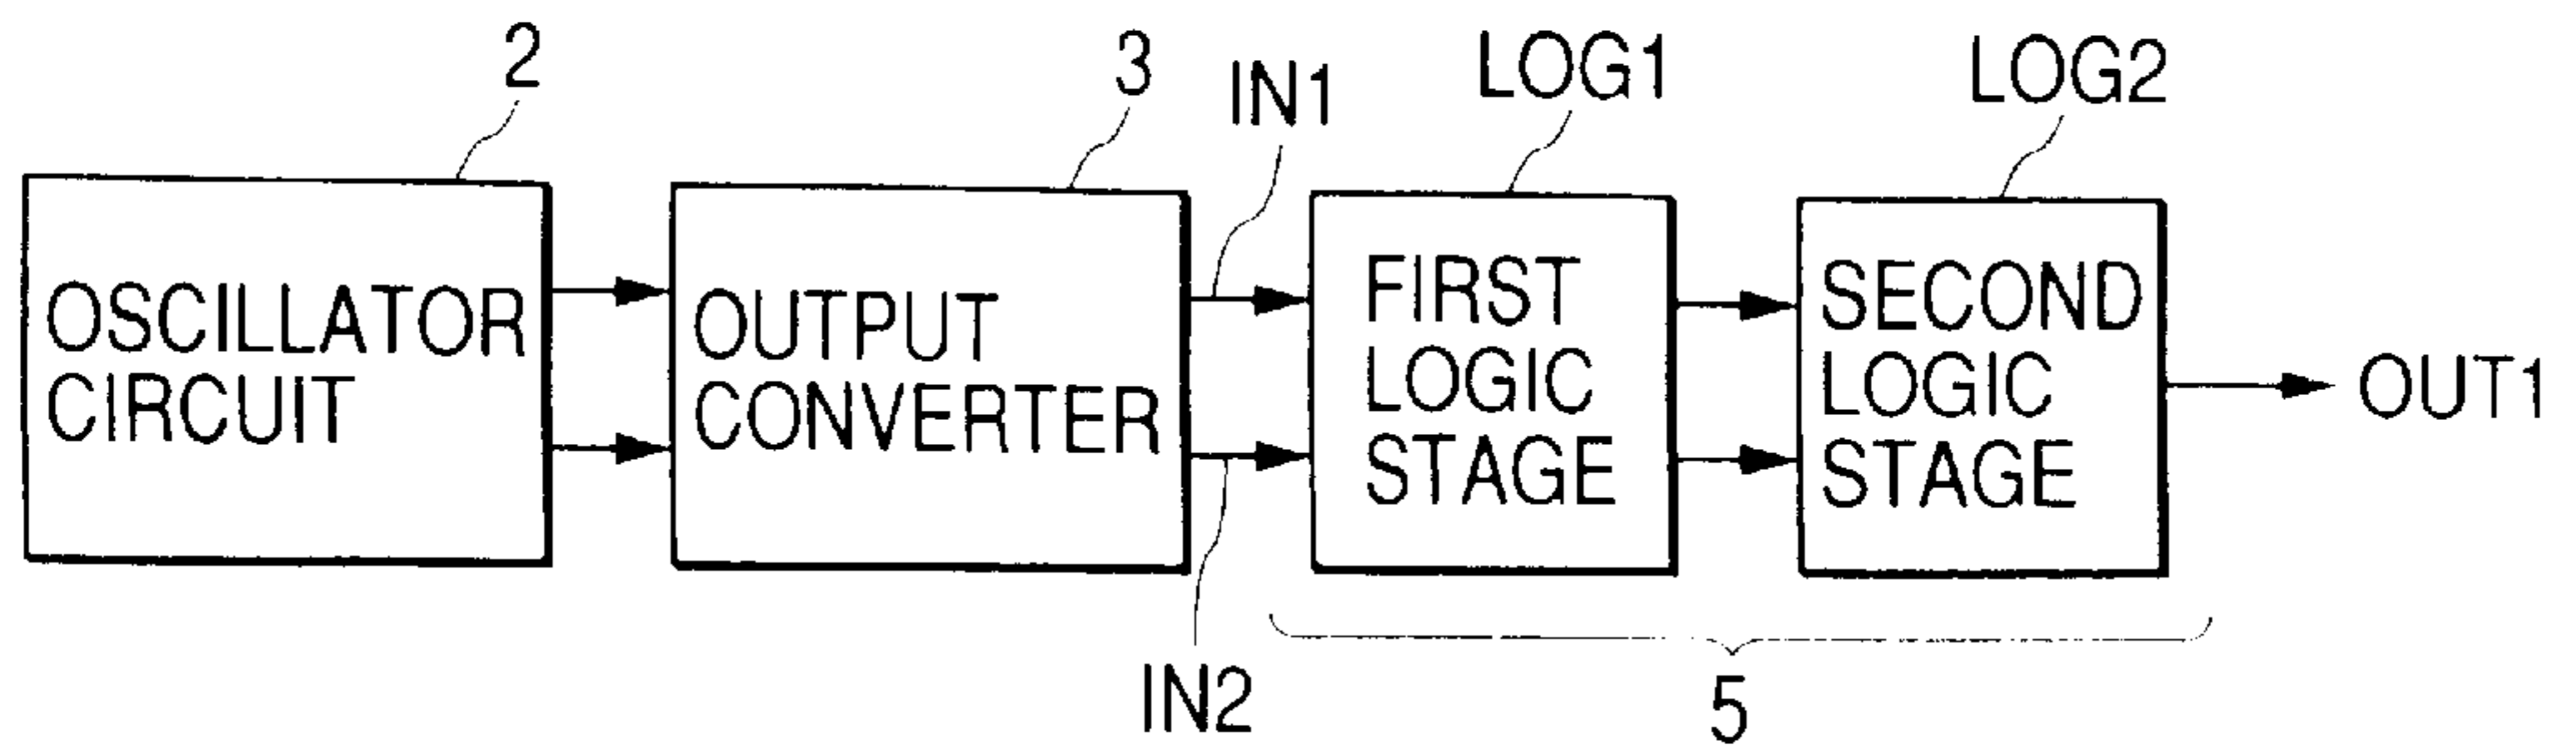 2
3
IN1
LOG1
LOG2
OSCILLATOR
CIRCUIT
OUTPUT
CONVERTER
FIRST
LOGIC
STAGE
SECOND
LOGIC
STAGE
OUT1
IN2
5